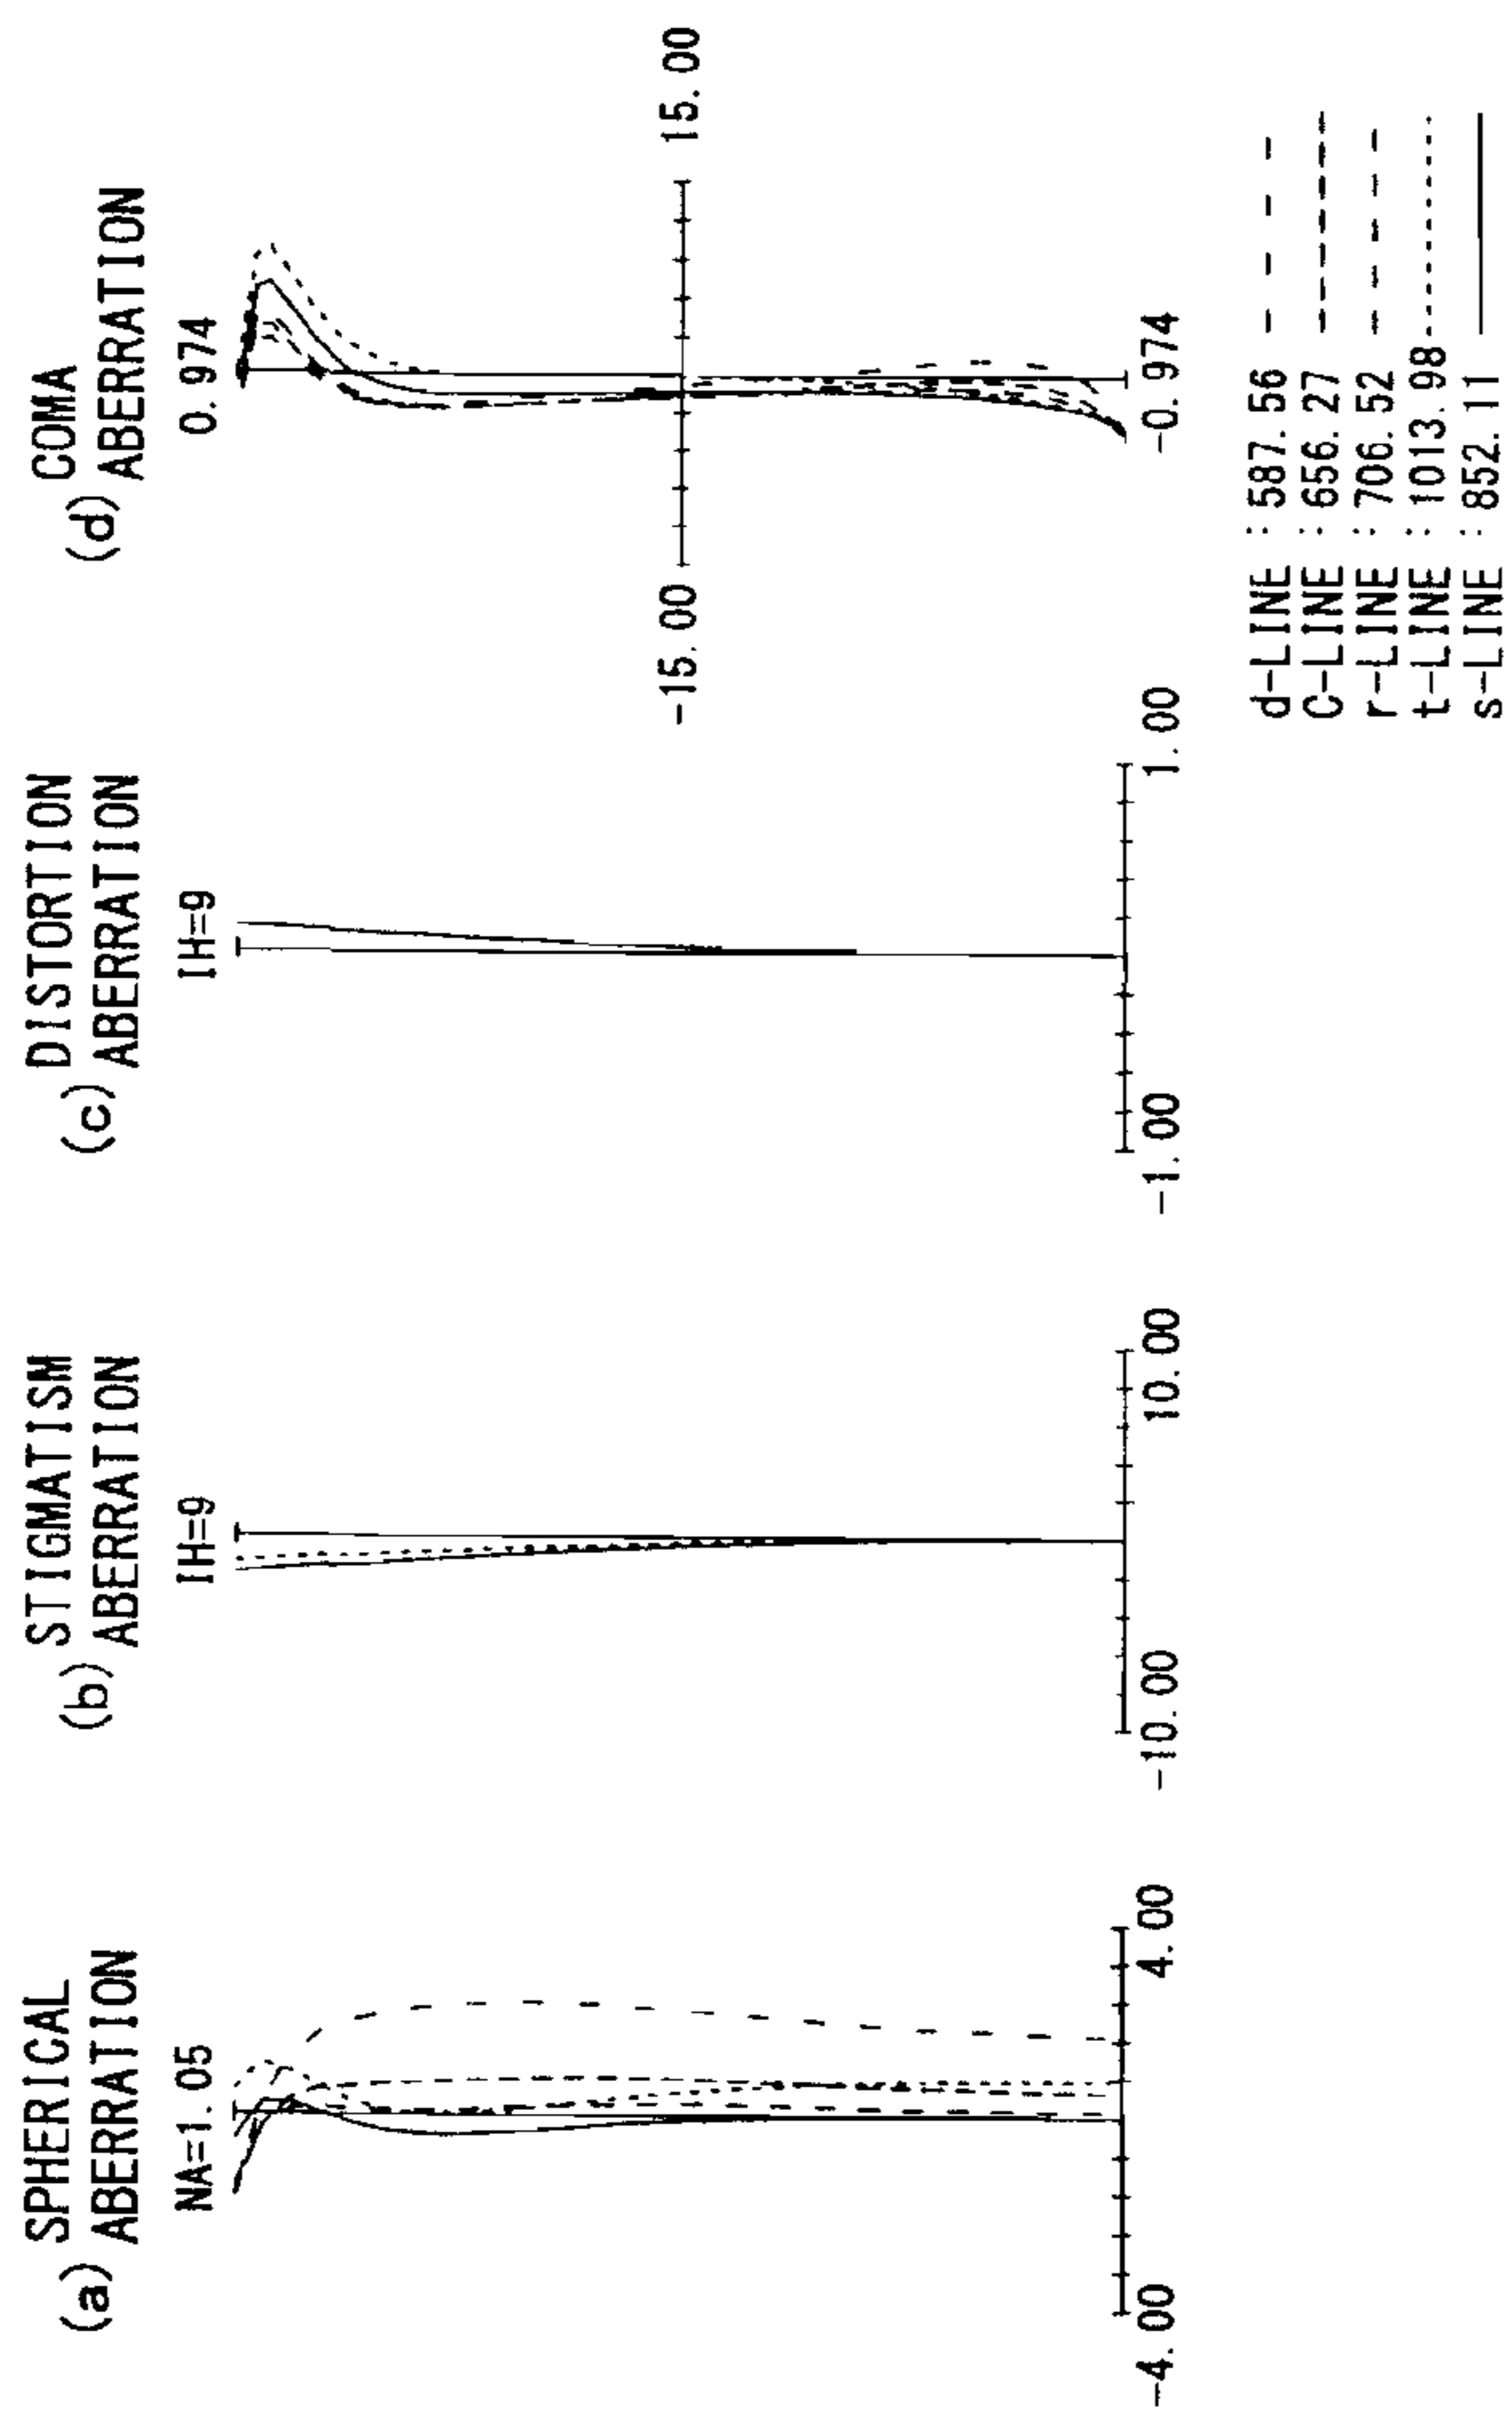 (a) SPHERICAL
ABERRATION
NA=1.05
-4.00
4.00
(b) STIGMATISM
ABERRATION
IH=9
-10.00
10.00
(c) DISTORTION
ABERRATION
IH=9
-1.00
1.00
(d) COMA
ABERRATION
0.974
-15.00
15.00
-0.974
d-LINE : 587.56
C-LINE : 656.27
r-LINE : 706.52
t-LINE : 1013.98
s-LINE : 852.11